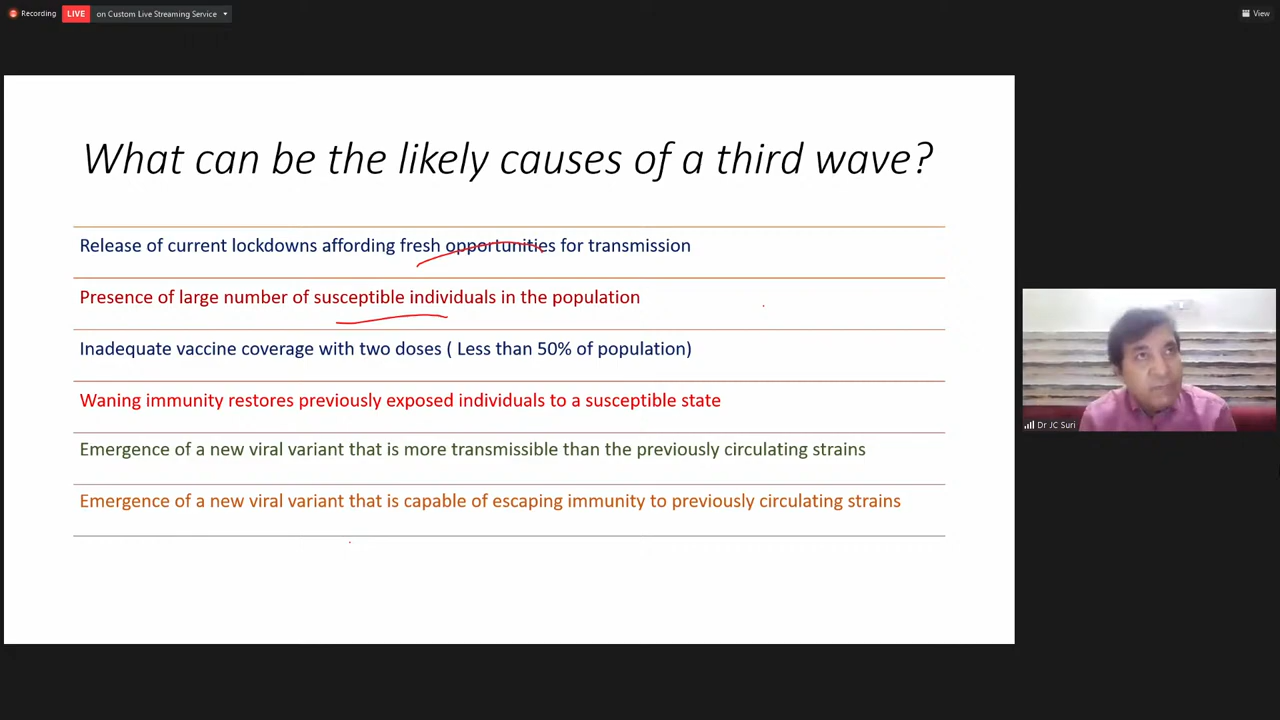 Recording
LIVE
on Custom Live Streaming Service
View
What can be the likely causes of a third wave?
Release of current lockdowns affording fresh opportunities for transmission
Presence of large number of susceptible individuals in the population
Inadequate vaccine coverage with two doses ( Less than 50% of population)
Waning immunity restores previously exposed individuals to a susceptible state
Emergence of a new viral variant that is more transmissible than the previously circulating strains
Emergence of a new viral variant that is capable of escaping immunity to previously circulating strains
Dr JC Suri